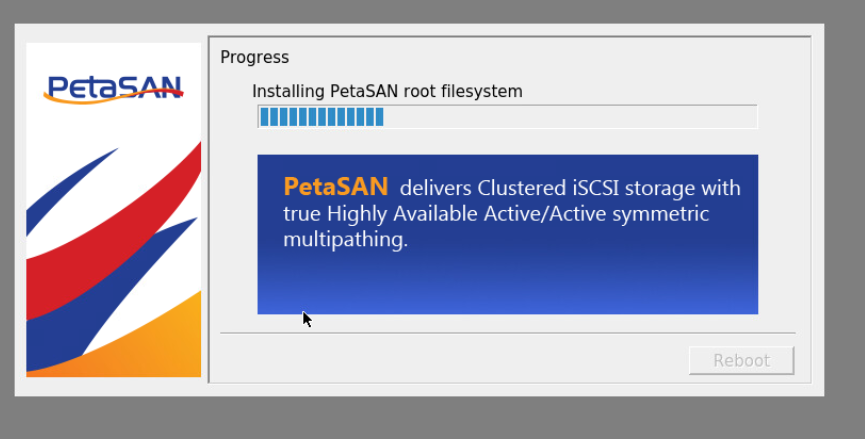 PetaSAN
Progress
Installing PetaSAN root filesystem
PetaSAN delivers Clustered iSCSI storage with
true Highly Available Active/Active symmetric
multipathing.
Reboot